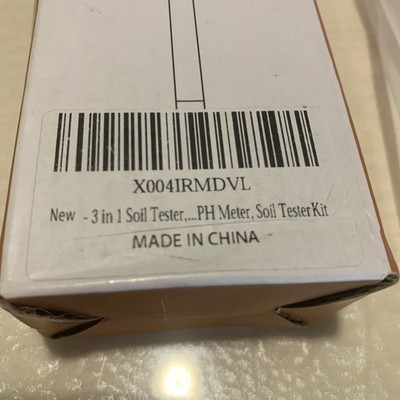 X004IRMDVL
New - 3 in 1 Soil Tester,...PH Meter, Soil Tester Kit
MADE IN CHINA